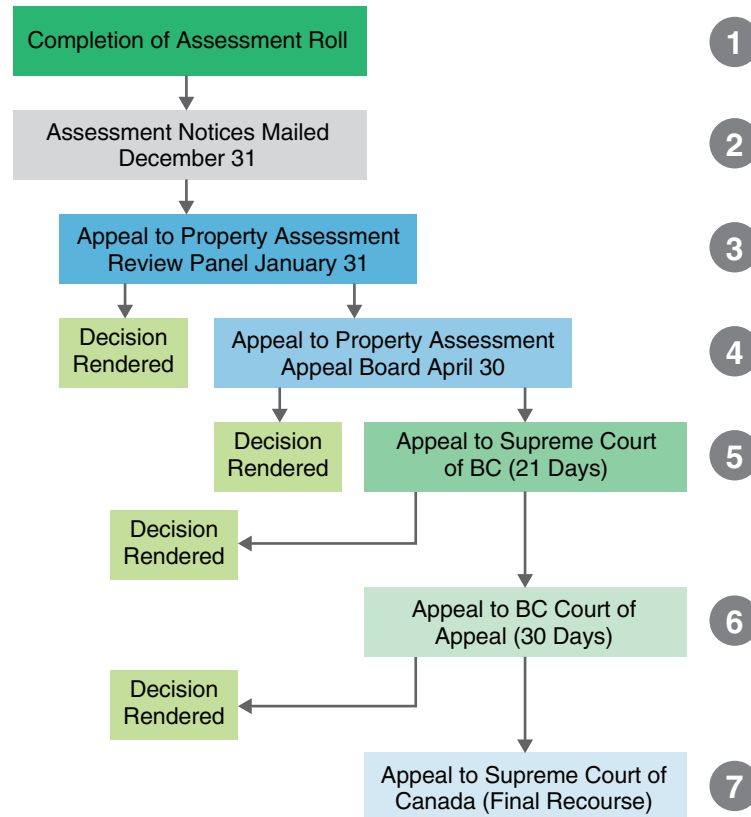 Completion of Assessment Roll
1
Assessment Notices Mailed
December 31
2
Appeal to Property Assessment
Review Panel January 31
3
Decision
Rendered
Appeal to Property Assessment
Appeal Board April 30
4
Decision
Rendered
Appeal to Supreme Court
of BC (21 Days)
5
Decision
Rendered
Appeal to BC Court of
Appeal (30 Days)
6
Decision
Rendered
Appeal to Supreme Court of
Canada (Final Recourse)
7